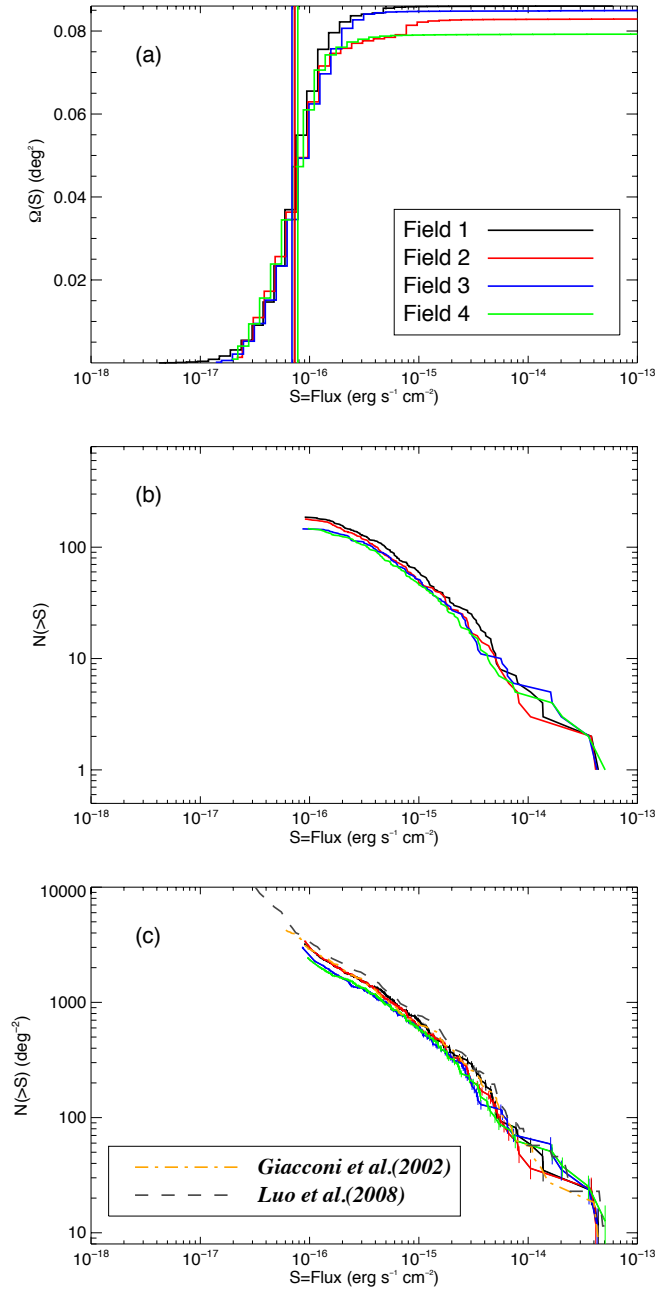 (a)
0.08
0.06
0.04
0.02
Ω(S) (deg²)
Field 1
Field 2
Field 3
Field 4
10⁻¹⁸ 10⁻¹⁷ 10⁻¹⁶ 10⁻¹⁵ 10⁻¹⁴ 10⁻¹³
S=Flux (erg s⁻¹ cm⁻²)
(b)
100
10
1
N(>S)
10⁻¹⁸ 10⁻¹⁷ 10⁻¹⁶ 10⁻¹⁵ 10⁻¹⁴ 10⁻¹³
S=Flux (erg s⁻¹ cm⁻²)
(c)
10000
1000
100
10
N(>S) (deg⁻²)
Giacconi et al.(2002)
Luo et al.(2008)
10⁻¹⁸ 10⁻¹⁷ 10⁻¹⁶ 10⁻¹⁵ 10⁻¹⁴ 10⁻¹³
S=Flux (erg s⁻¹ cm⁻²)